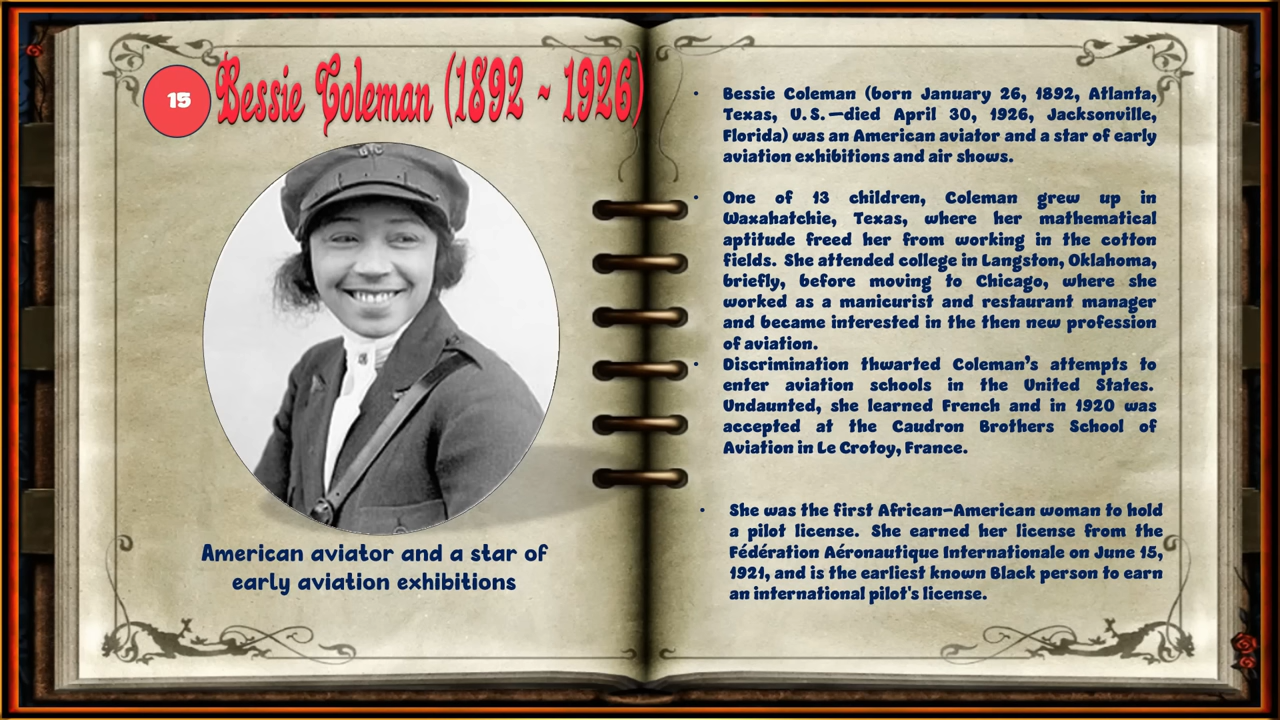 15
Bessie Coleman (1892 ~ 1926)
American aviator and a star of
early aviation exhibitions
• Bessie Coleman (born January 26, 1892, Atlanta,
Texas, U.S.—died April 30, 1926, Jacksonville,
Florida) was an American aviator and a star of early
aviation exhibitions and air shows.
• One of 13 children, Coleman grew up in
Waxahatchie, Texas, where her mathematical
aptitude freed her from working in the cotton
fields. She attended college in Langston, Oklahoma,
briefly, before moving to Chicago, where she
worked as a manicurist and restaurant manager
and became interested in the then new profession
of aviation.
• Discrimination thwarted Coleman's attempts to
enter aviation schools in the United States.
Undaunted, she learned French and in 1920 was
accepted at the Caudron Brothers School of
Aviation in Le Crotoy, France.
• She was the first African-American woman to hold
a pilot license. She earned her license from the
Fédération Aéronautique Internationale on June 15,
1921, and is the earliest known Black person to earn
an international pilot's license.